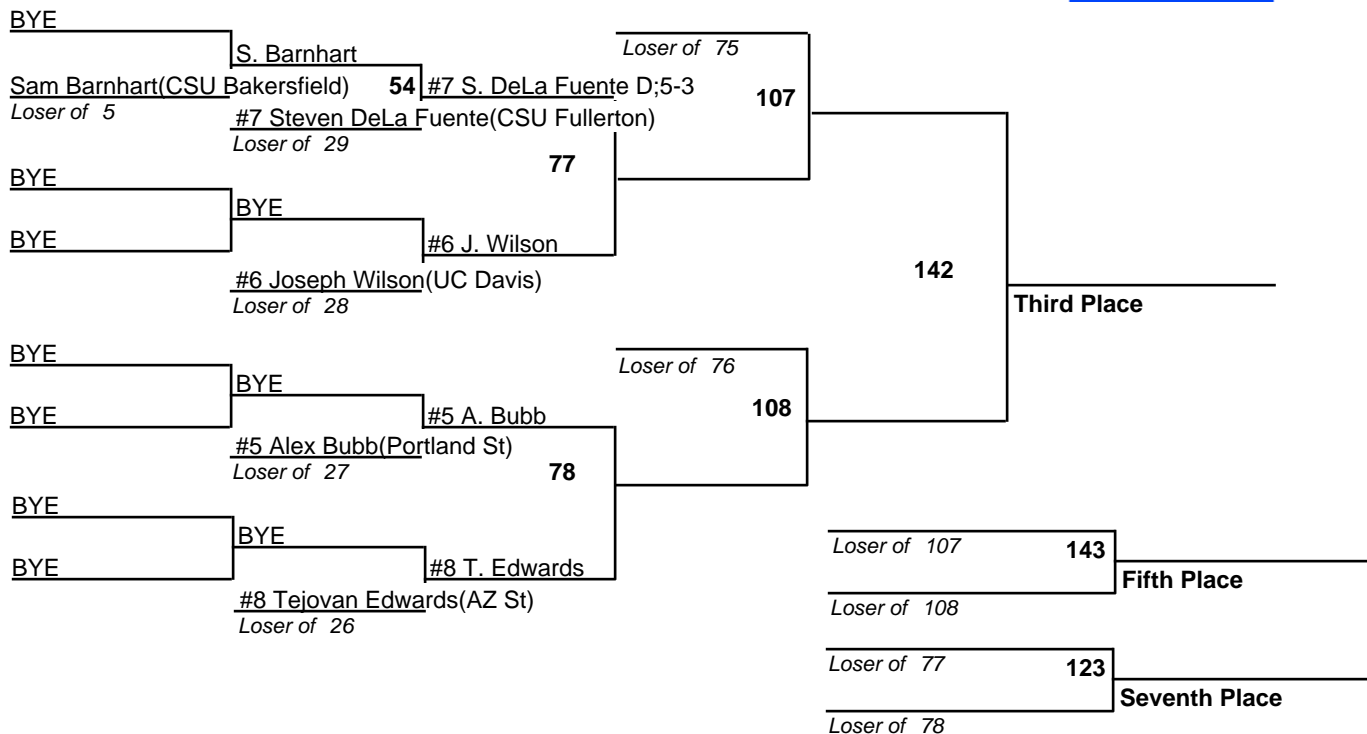 BYE
S. Barnhart
Loser of 75
Sam Barnhart(CSU Bakersfield)
54
#7 S. DeLa Fuente D;5-3
107
Loser of 5
#7 Steven DeLa Fuente(CSU Fullerton)
Loser of 29
77
BYE
BYE
BYE
#6 J. Wilson
142
#6 Joseph Wilson(UC Davis)
Loser of 28
Third Place
BYE
Loser of 76
BYE
108
BYE
#5 A. Bubb
#5 Alex Bubb(Portland St)
Loser of 27
78
BYE
BYE
Loser of 107
143
BYE
#8 T. Edwards
Fifth Place
#8 Tejovan Edwards(AZ St)
Loser of 108
Loser of 26
Loser of 77
123
Seventh Place
Loser of 78